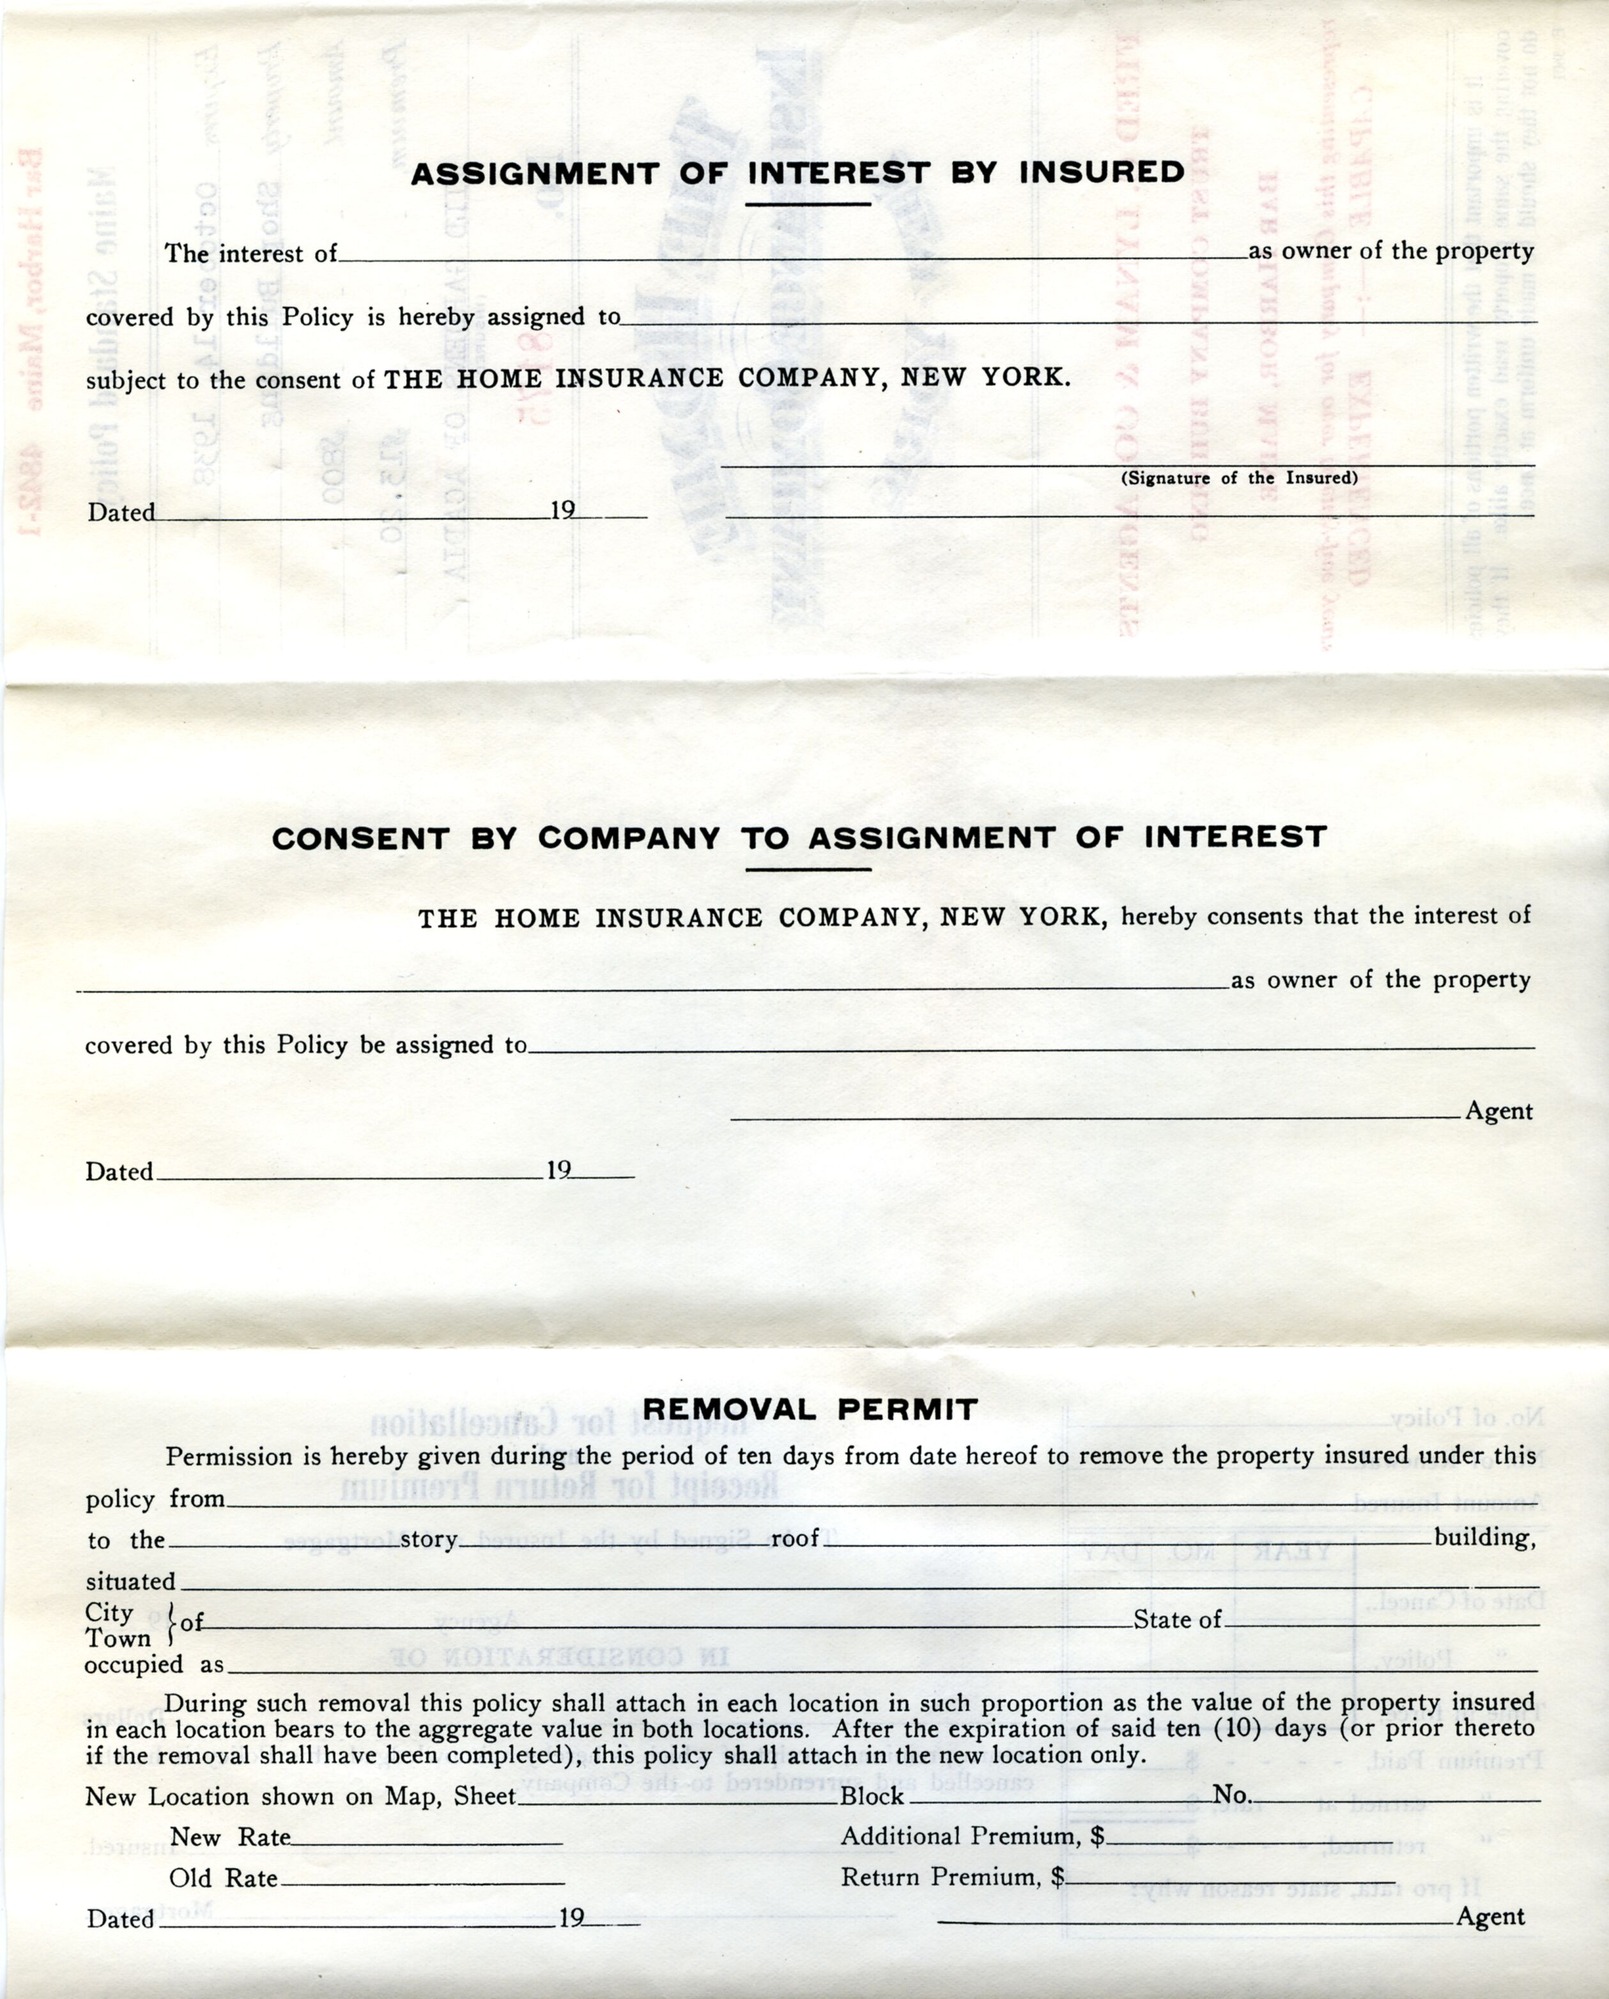 ASSIGNMENT OF INTEREST BY INSURED
The interest of as owner of the property
covered by this Policy is hereby assigned to
subject to the consent of THE HOME INSURANCE COMPANY, NEW YORK.
(Signature of the Insured)
Dated 19
CONSENT BY COMPANY TO ASSIGNMENT OF INTEREST
THE HOME INSURANCE COMPANY, NEW YORK, hereby consents that the interest of
as owner of the property
covered by this Policy be assigned to
Agent
Dated 19
REMOVAL PERMIT
Permission is hereby given during the period of ten days from date hereof to remove the property insured under this
policy from
to the story roof building,
situated
City
Town } of State of
occupied as
During such removal this policy shall attach in each location in such proportion as the value of the property insured
in each location bears to the aggregate value in both locations. After the expiration of said ten (10) days (or prior thereto
if the removal shall have been completed), this policy shall attach in the new location only.
New Location shown on Map, Sheet Block No.
New Rate Additional Premium, $
Old Rate Return Premium, $
Dated 19 Agent